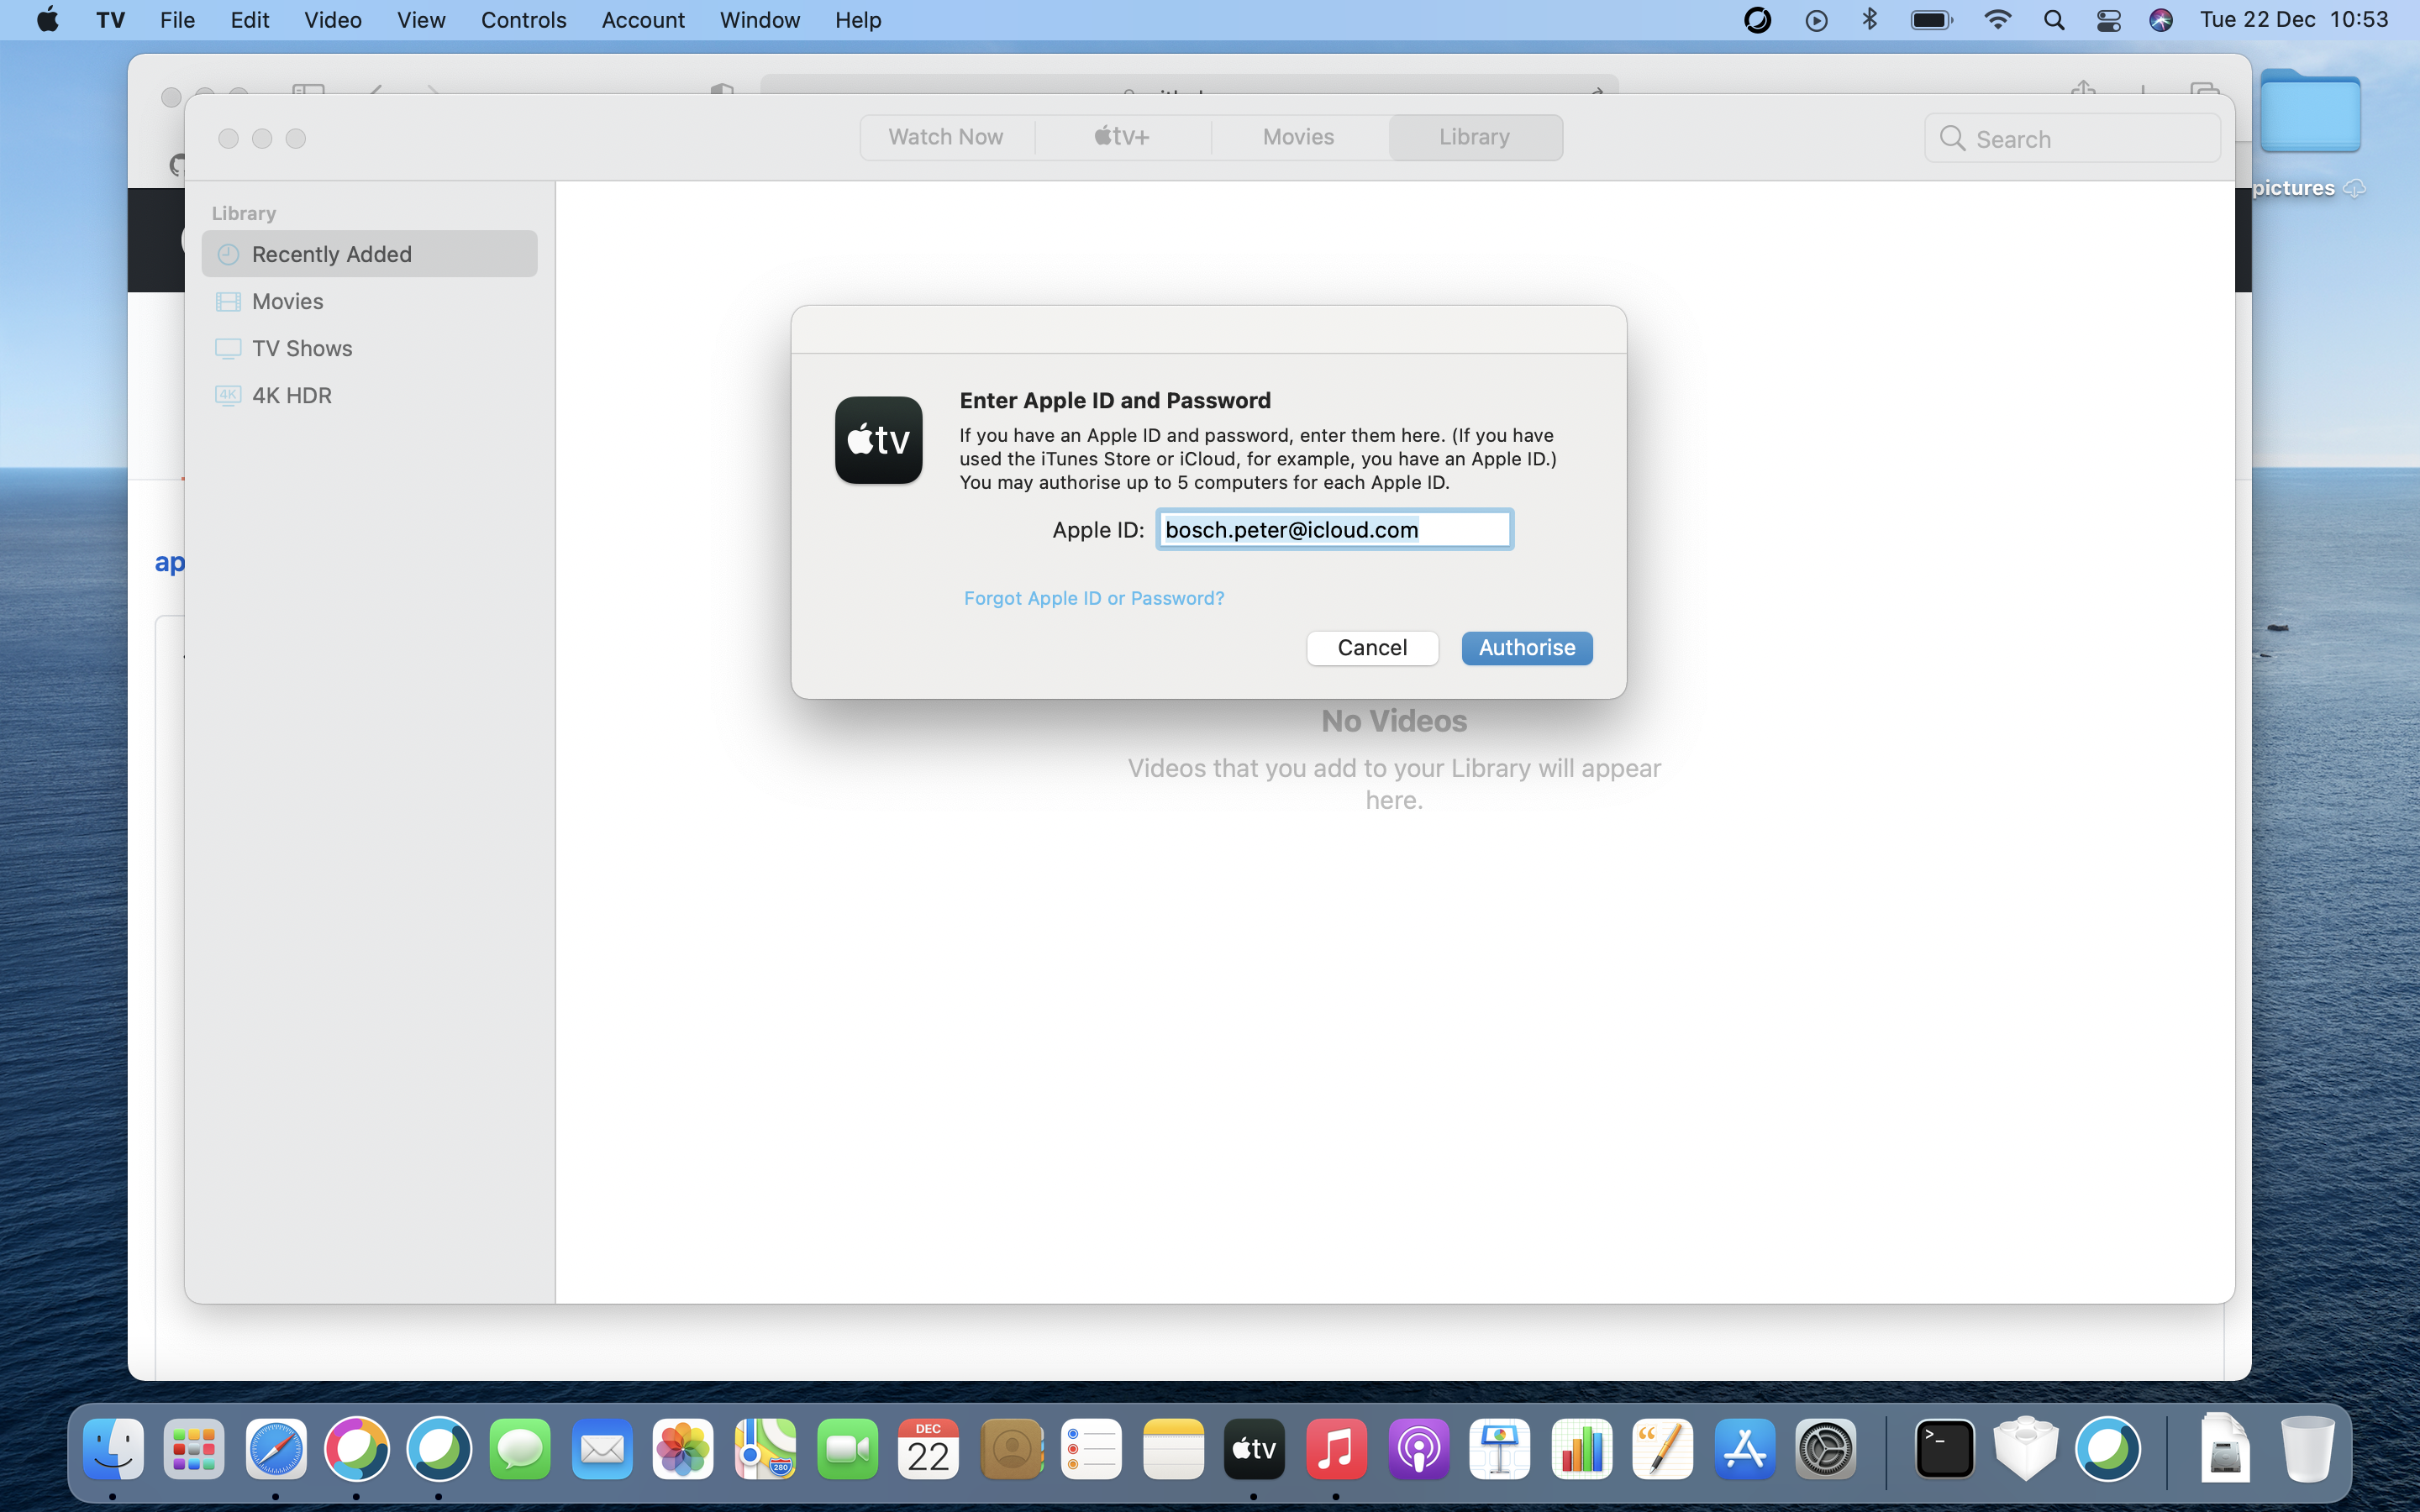 TV File Edit Video View Controls Account Window Help Tue 22 Dec 10:53
Watch Now tv+ Movies Library Search
pictures
Library
Recently Added
Movies
TV Shows
4K 4K HDR
Enter Apple ID and Password
tv
If you have an Apple ID and password, enter them here. (If you have
used the iTunes Store or iCloud, for example, you have an Apple ID.)
You may authorise up to 5 computers for each Apple ID.
Apple ID: bosch.peter@icloud.com
ap
Forgot Apple ID or Password?
Cancel Authorise
No Videos
Videos that you add to your Library will appear
here.
280 DEC 22 tv >_